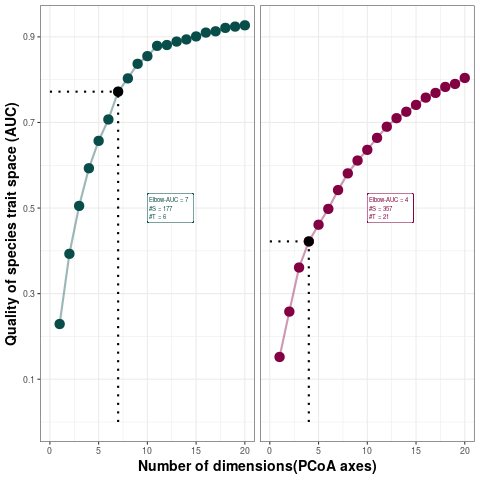 Quality of species trait space (AUC)
0.9
0.7
0.5
0.3
0.1
Elbow-AUC = 7
#S = 177
#T = 6
Elbow-AUC = 4
#S = 357
#T = 21
0 5 10 15 20
0 5 10 15 20
Number of dimensions(PCoA axes)